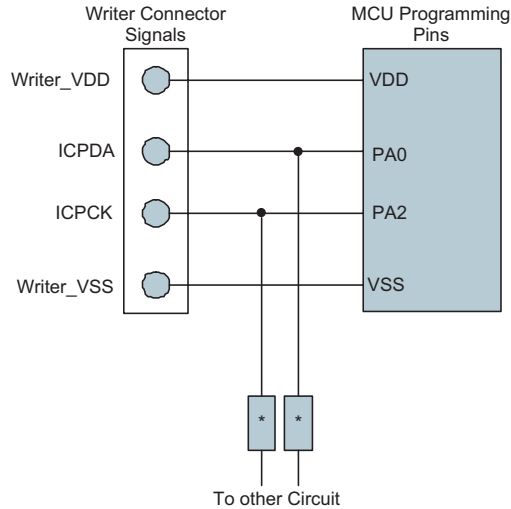 Writer Connector
Signals
MCU Programming
Pins
Writer_VDD
VDD
ICPDA
PA0
ICPCK
PA2
Writer_VSS
VSS
*
*
To other Circuit